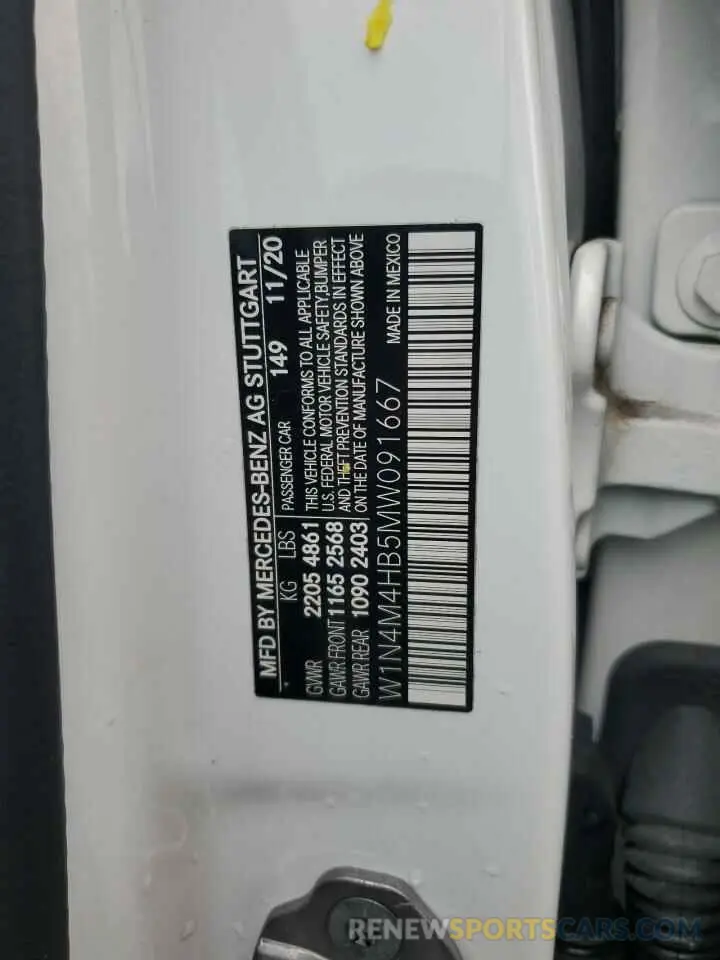 MFD BY MERCEDES-BENZ AG STUTTGART
KG LBS PASSENGER CAR 149 11/20
GVWR 2205 4861 THIS VEHICLE CONFORMS TO ALL APPLICABLE
U.S. FEDERAL MOTOR VEHICLE SAFETY,BUMPER
GAWR FRONT 1165 2568 AND THEFT PREVENTION STANDARDS IN EFFECT
GAWR REAR 1090 2403 ON THE DATE OF MANUFACTURE SHOWN ABOVE
W1N4M4HB5MW091667 MADE IN MEXICO
RENEWSPORTSCARS.COM